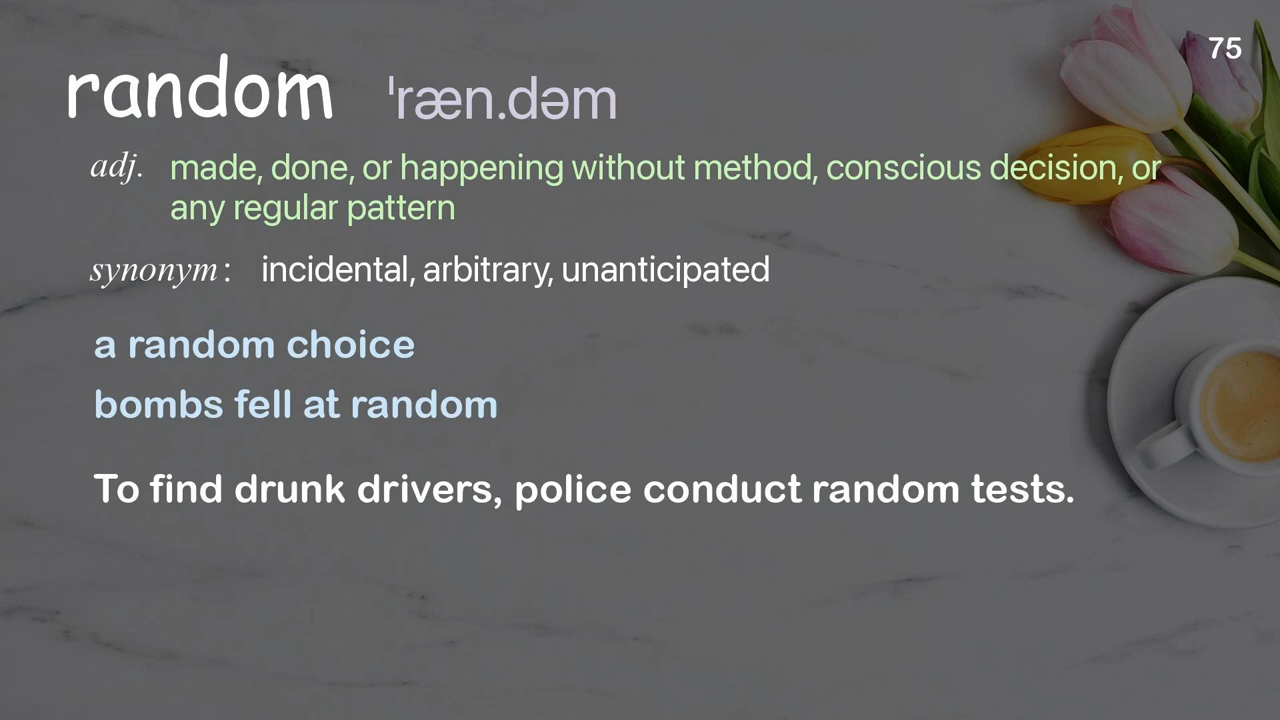 75
random ˈræn.dəm
adj. made, done, or happening without method, conscious decision, or
any regular pattern
synonym: incidental, arbitrary, unanticipated
a random choice
bombs fell at random
To find drunk drivers, police conduct random tests.